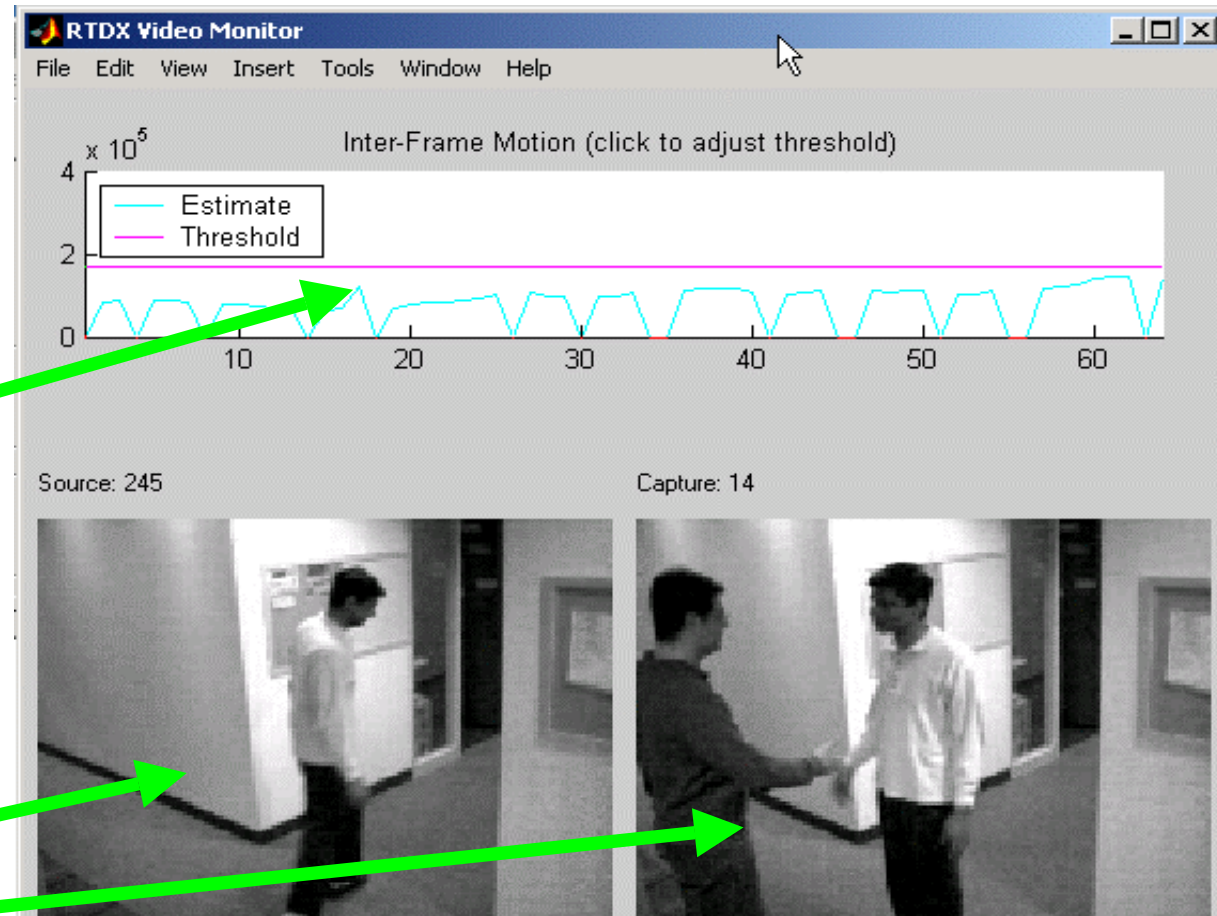 RTDX Video Monitor
File Edit View Insert Tools Window Help
x 10^5
Inter-Frame Motion (click to adjust threshold)
4
2
0
Estimate
Threshold
10 20 30 40 50 60
Source: 245
Capture: 14